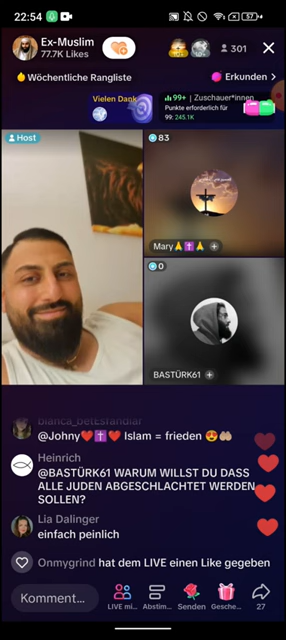 22:54
57
Ex-Muslim
77.7K Likes
301
Wöchentliche Rangliste
Erkunden >
Vielen Dank
99+ | Zuschauer*innen
Punkte erforderlich für
99: 245.1K
Host
83
Mary🙏✝️🙏
0
BASTÜRK61
bianca_betEsfandiar
@Johny❤️✝️❤️ Islam = frieden 😍🤲🏼
Heinrich
@BASTÜRK61 WARUM WILLST DU DASS
ALLE JUDEN ABGESCHLACHTET WERDEN
SOLLEN?
Lia Dalinger
einfach peinlich
Onmygrind hat dem LIVE einen Like gegeben
Komment...
LIVE mi...
Abstim...
Senden
Gesche...
27